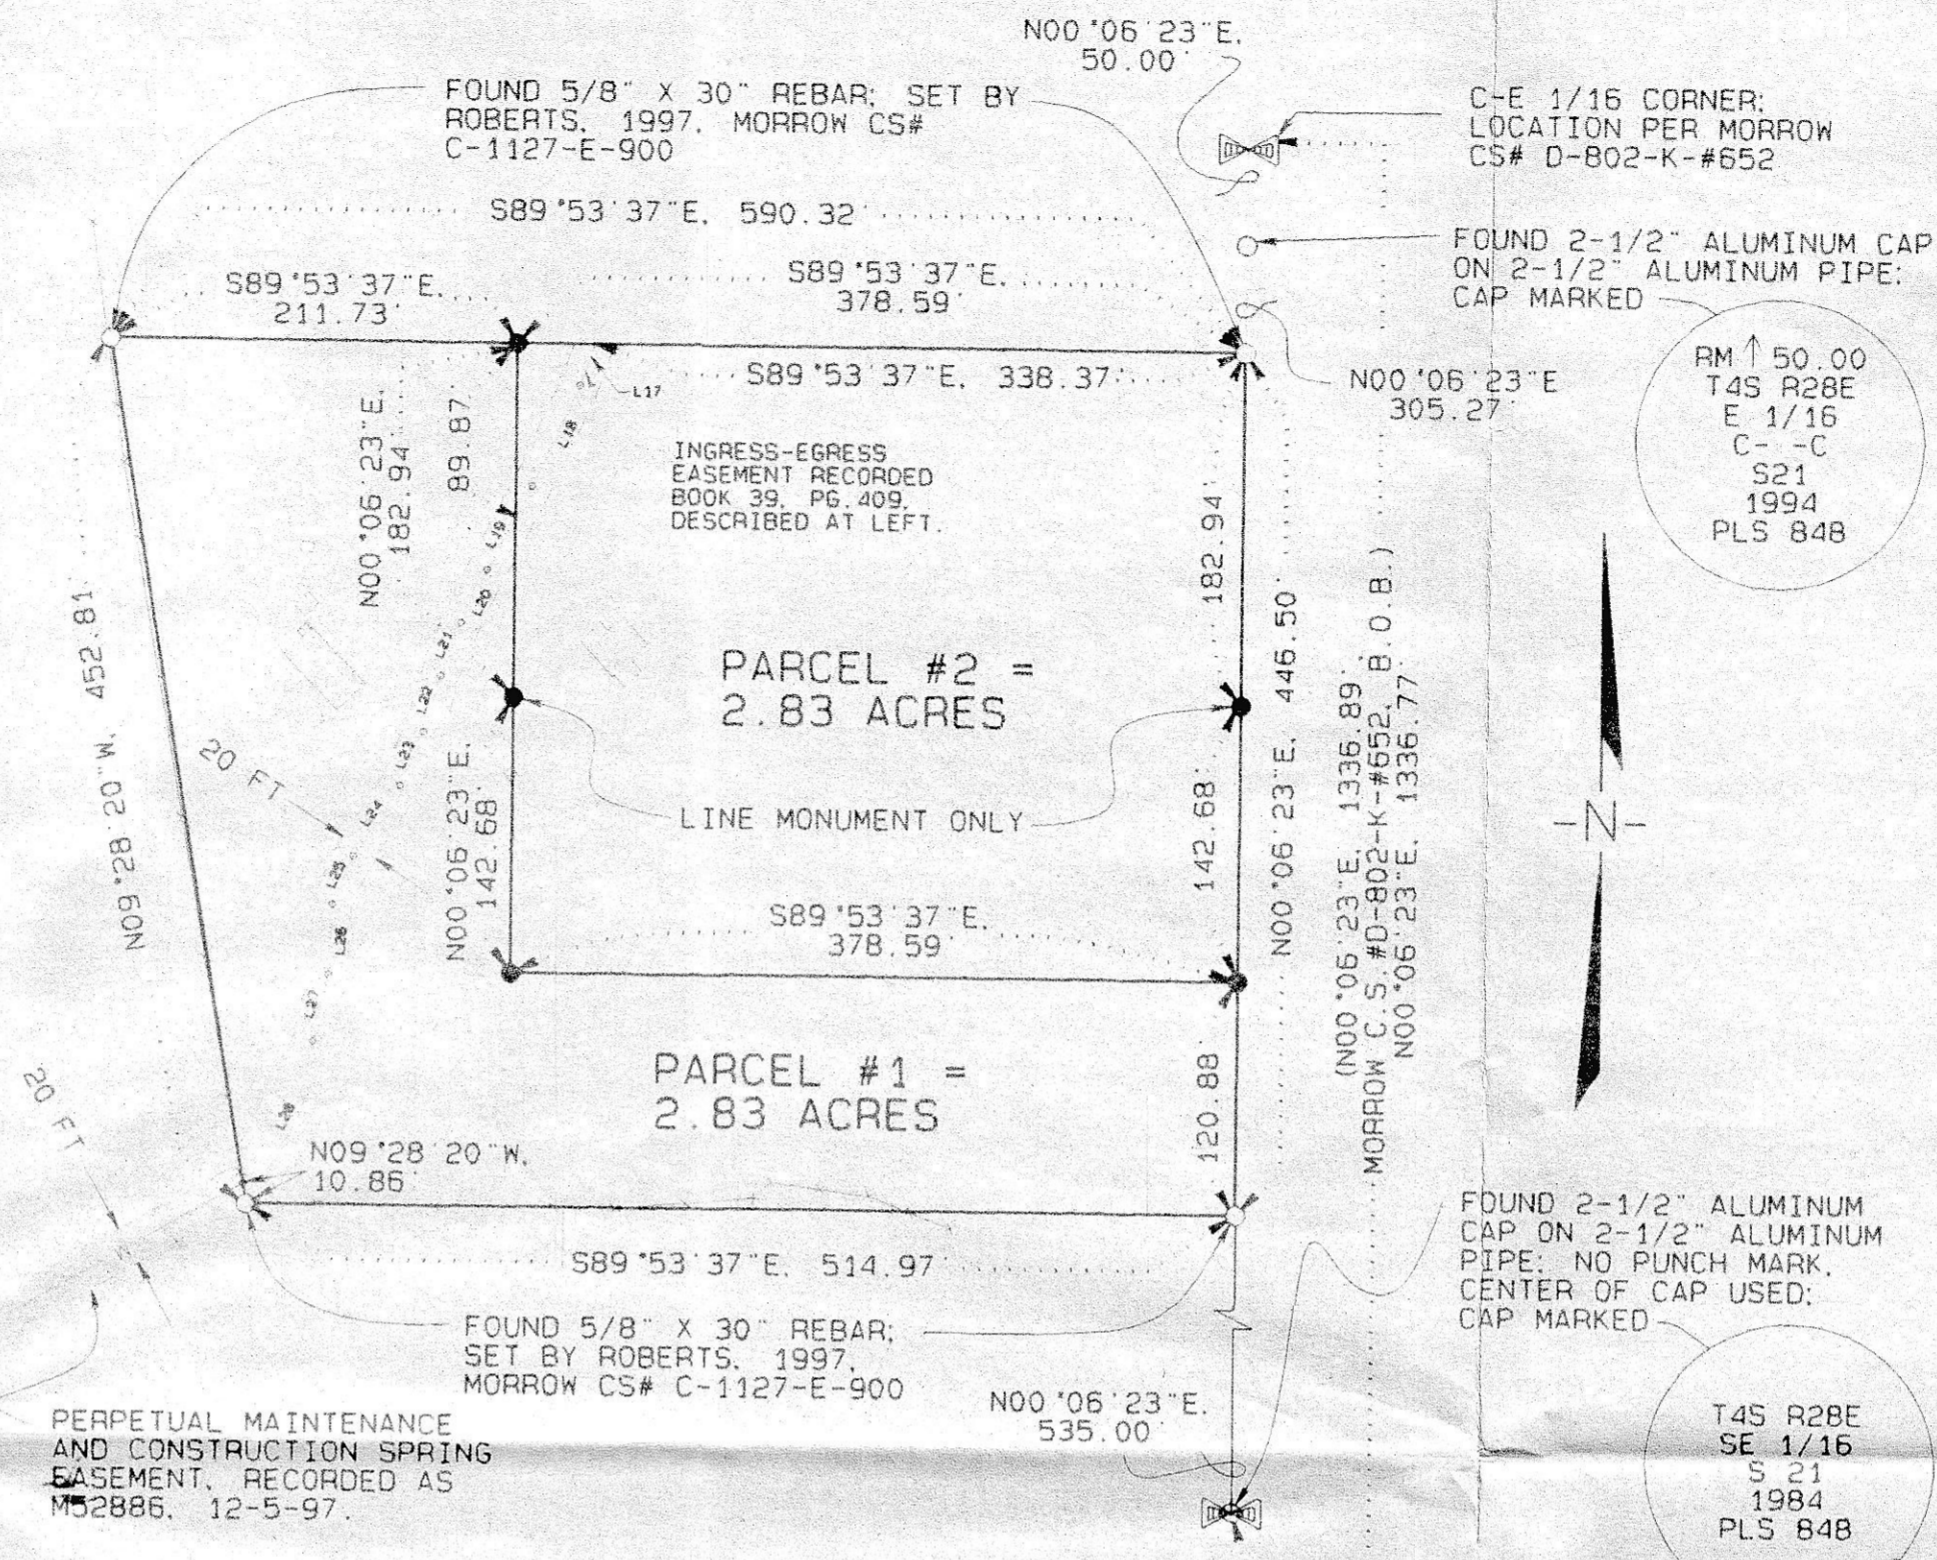 N00°06'23"E,
50.00'
FOUND 5/8" X 30" REBAR; SET BY
ROBERTS, 1997, MORROW CS#
C-1127-E-900
C-E 1/16 CORNER;
LOCATION PER MORROW
CS# D-802-K-#652
S89°53'37"E, 590.32'
FOUND 2-1/2" ALUMINUM CAP
ON 2-1/2" ALUMINUM PIPE;
CAP MARKED
S89°53'37"E,
211.73'
S89°53'37"E,
378.59'
RM ↑ 50.00
T4S R28E
E 1/16
C- -C
S21
1994
PLS 848
S89°53'37"E, 338.37'
L17
L18
N00°06'23"E
305.27'
N00°06'23"E,
182.94'
89.87'
INGRESS-EGRESS
EASEMENT RECORDED
BOOK 39, PG.409,
DESCRIBED AT LEFT.
182.94'
L19
L20
L21
L22
L23
L24
L25
L26
L27
L28
N09°28'20"W, 452.81'
20 FT
PARCEL #2 =
2.83 ACRES
N00°06'23"E, 446.50'
(N00°06'23"E, 1336.89'
MORROW C.S.#D-802-K-#652, B.O.B.)
N00°06'23"E, 1336.77'
-N-
N00°06'23"E,
142.68'
LINE MONUMENT ONLY
142.68'
S89°53'37"E,
378.59'
PARCEL #1 =
2.83 ACRES
120.88'
20 FT
N09°28'20"W,
10.86'
S89°53'37"E, 514.97'
FOUND 2-1/2" ALUMINUM
CAP ON 2-1/2" ALUMINUM
PIPE; NO PUNCH MARK,
CENTER OF CAP USED;
CAP MARKED
FOUND 5/8" X 30" REBAR;
SET BY ROBERTS, 1997,
MORROW CS# C-1127-E-900
N00°06'23"E,
535.00'
PERPETUAL MAINTENANCE
AND CONSTRUCTION SPRING
EASEMENT, RECORDED AS
M52886, 12-5-97.
T4S R28E
SE 1/16
S 21
1984
PLS 848